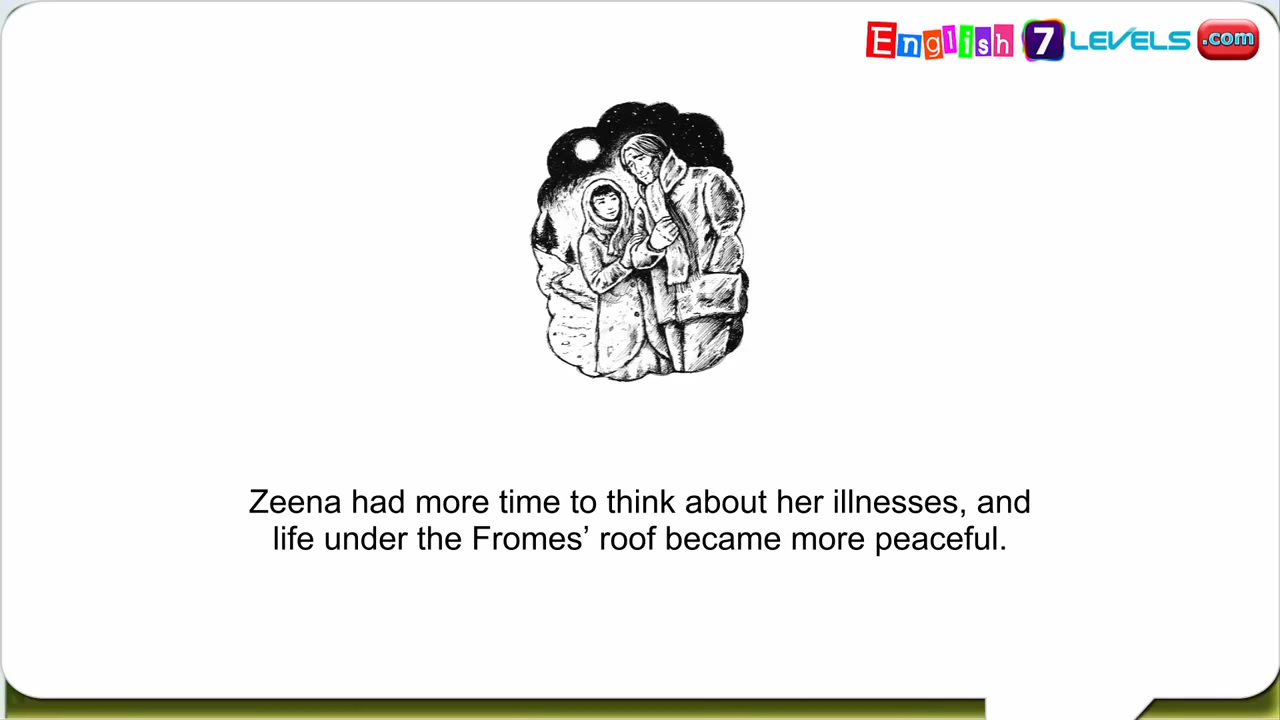 English 7 LEVELS .com
Zeena had more time to think about her illnesses, and
life under the Fromes’ roof became more peaceful.